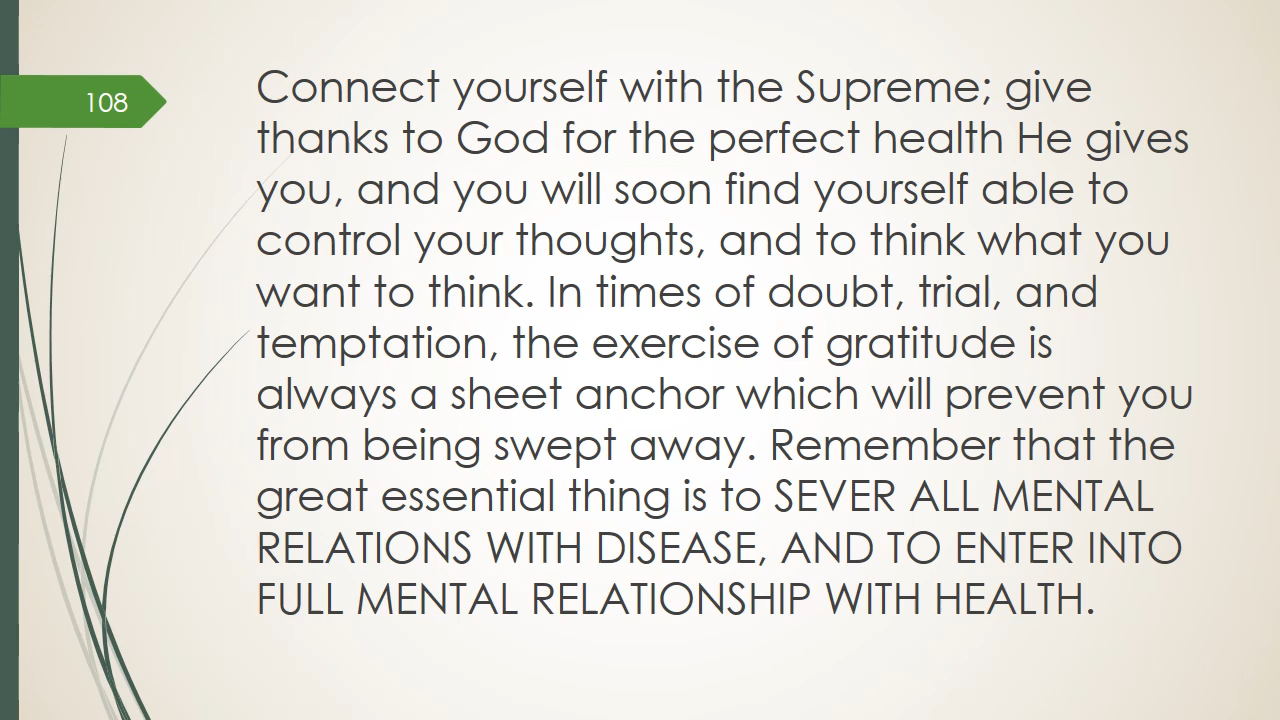 108
Connect yourself with the Supreme; give
thanks to God for the perfect health He gives
you, and you will soon find yourself able to
control your thoughts, and to think what you
want to think. In times of doubt, trial, and
temptation, the exercise of gratitude is
always a sheet anchor which will prevent you
from being swept away. Remember that the
great essential thing is to SEVER ALL MENTAL
RELATIONS WITH DISEASE, AND TO ENTER INTO
FULL MENTAL RELATIONSHIP WITH HEALTH.